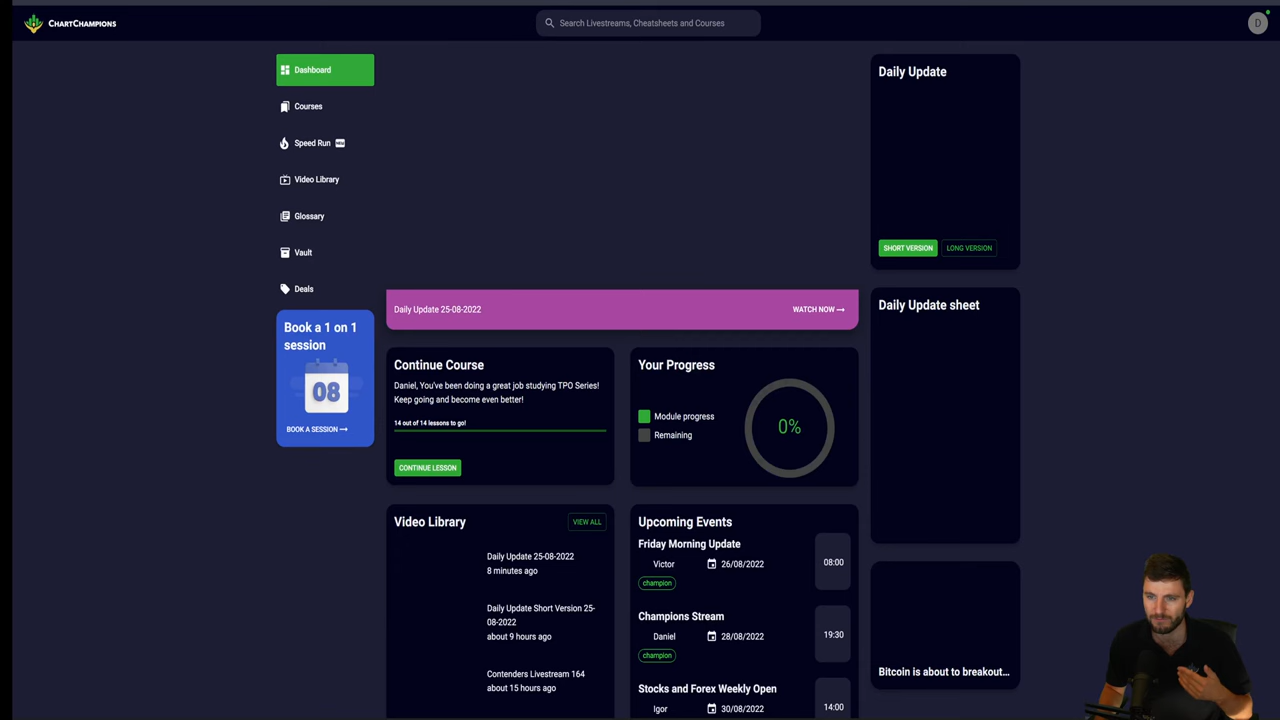 CHARTCHAMPIONS
Search Livestreams, Cheatsheets and Courses
D
Dashboard
Courses
Speed Run NEW
Video Library
Glossary
Vault
Deals
Book a 1 on 1
session
08
BOOK A SESSION
Daily Update 25-08-2022
WATCH NOW
Continue Course
Daniel, You've been doing a great job studying TPO Series!
Keep going and become even better!
14 out of 14 lessons to go!
CONTINUE LESSON
Your Progress
Module progress
Remaining
0%
Video Library
VIEW ALL
Daily Update 25-08-2022
8 minutes ago
Daily Update Short Version 25-
08-2022
about 9 hours ago
Contenders Livestream 164
about 15 hours ago
Upcoming Events
Friday Morning Update
Victor 26/08/2022
champion
08:00
Champions Stream
Daniel 28/08/2022
champion
19:30
Stocks and Forex Weekly Open
Igor 30/08/2022
14:00
Daily Update
SHORT VERSION
LONG VERSION
Daily Update sheet
Bitcoin is about to breakout...